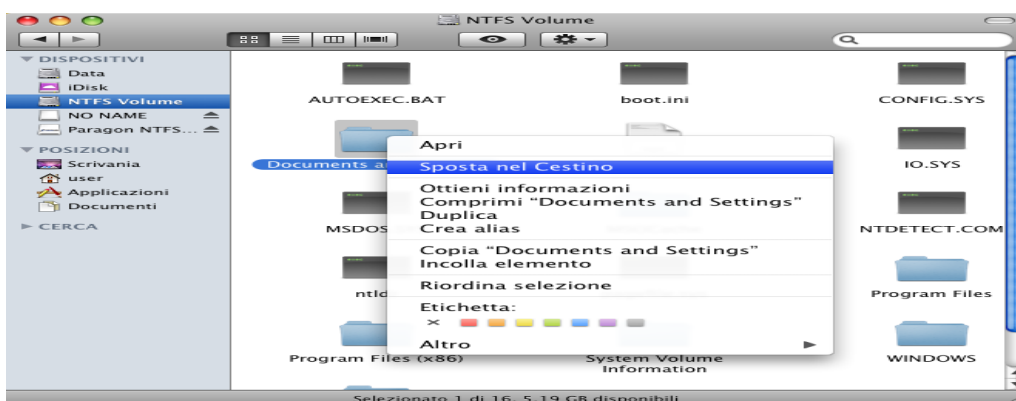 NTFS Volume
DISPOSITIVI
Data
iDisk
NTFS Volume
NO NAME
Paragon NTFS...
POSIZIONI
Scrivania
user
Applicazioni
Documenti
CERCA
AUTOEXEC.BAT
boot.ini
CONFIG.SYS
Documents
IO.SYS
MSDOS
NTDETECT.COM
ntld
Program Files
Program Files (x86)
System Volume
Information
WINDOWS
Apri
Sposta nel Cestino
Ottieni informazioni
Comprimi “Documents and Settings”
Duplica
Crea alias
Copia “Documents and Settings”
Incolla elemento
Riordina selezione
Etichetta:
Altro
Selezionato 1 di 16, 5,19 GB disponibili